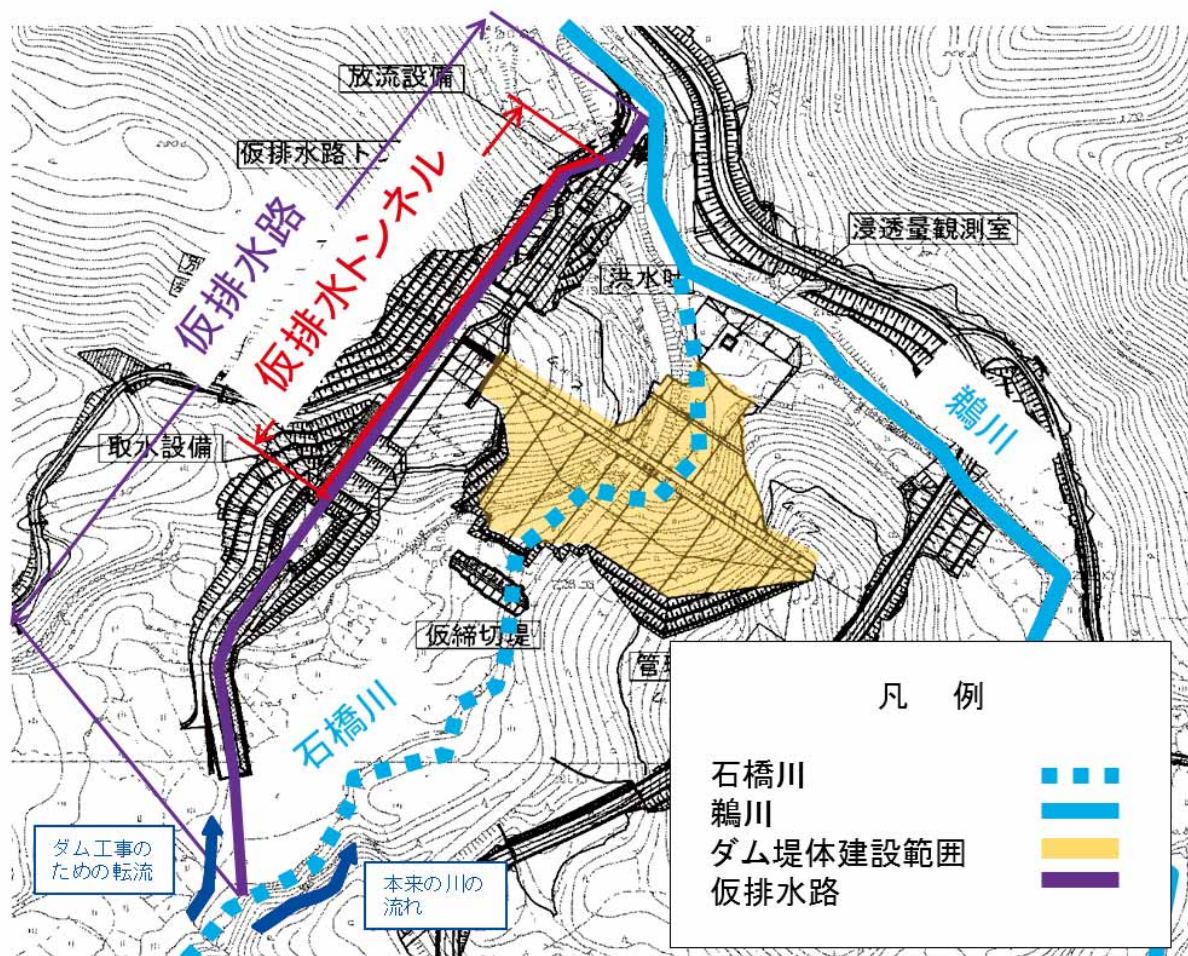 放流設備
仮排水路ト
仮排水路
仮排水トンネル
浸透量観測室
洪水吐
鵜川
取水設備
仮締切堤
石橋川
ダム工事の
ための転流
本来の川の
流れ
凡 例
石橋川
鵜川
ダム堤体建設範囲
仮排水路